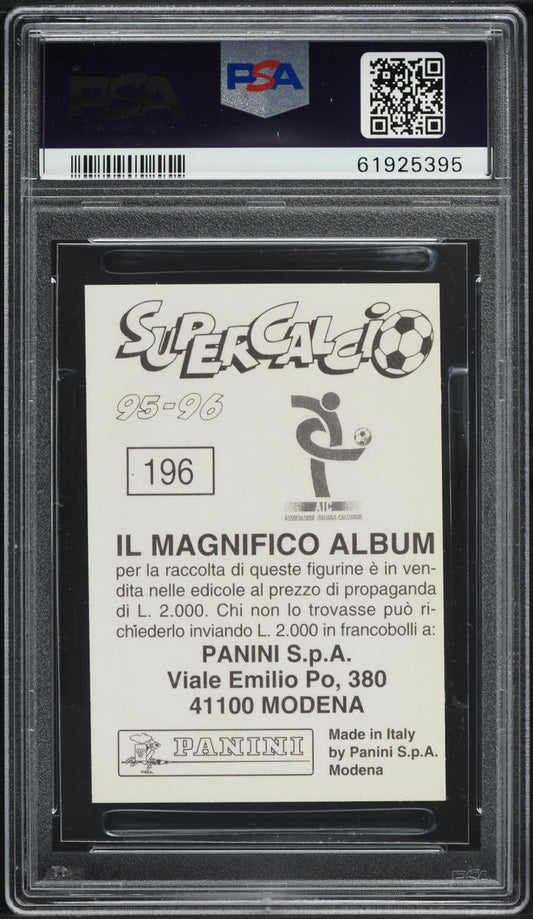 PSA
PSA
61925395
SUPERCALCIO
95-96
196
AIC
ASSOCIAZIONE ITALIANA CALCIATORI
IL MAGNIFICO ALBUM
per la raccolta di queste figurine è in ven-
dita nelle edicole al prezzo di propaganda
di L. 2.000. Chi non lo trovasse può ri-
chiederlo inviando L. 2.000 in francobolli a:
PANINI S.p.A.
Viale Emilio Po, 380
41100 MODENA
PANINI
Made in Italy
by Panini S.p.A.
Modena
PSA